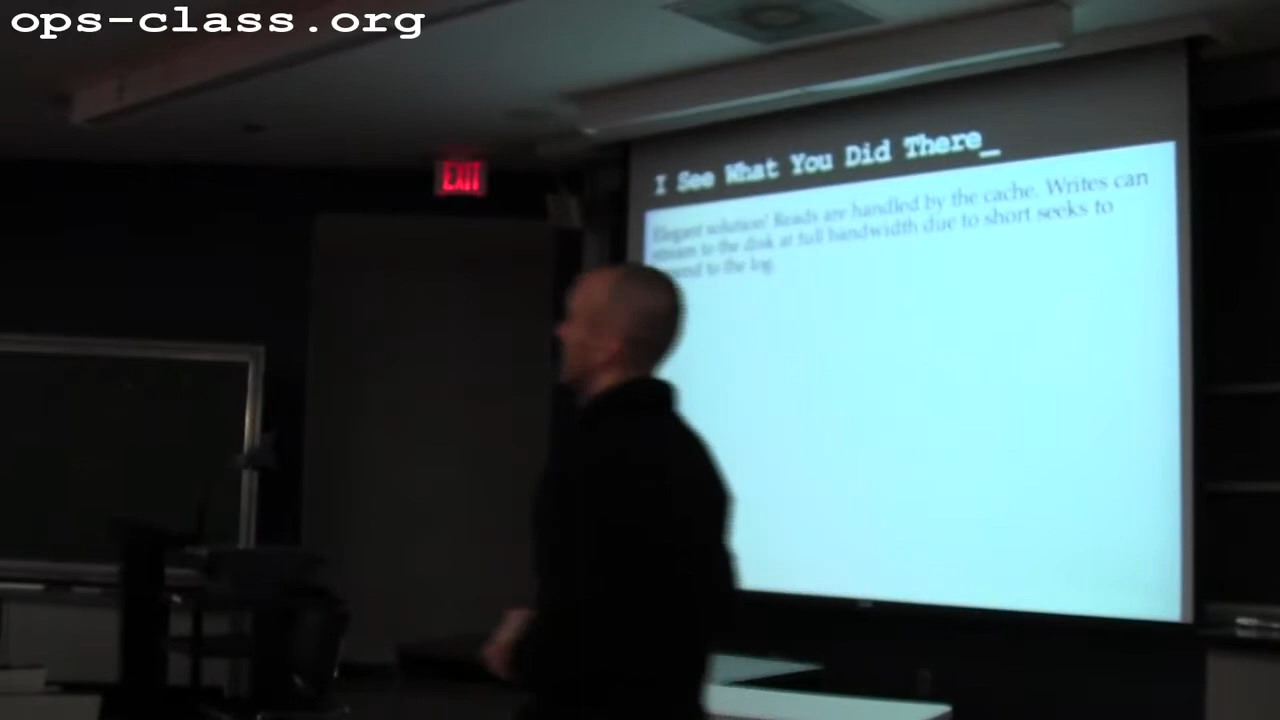 ops-class.org
EXIT
I See What You Did There_
Elegant solution! Reads are handled by the cache. Writes can
stream to the disk at full bandwidth due to short seeks to
to the log.